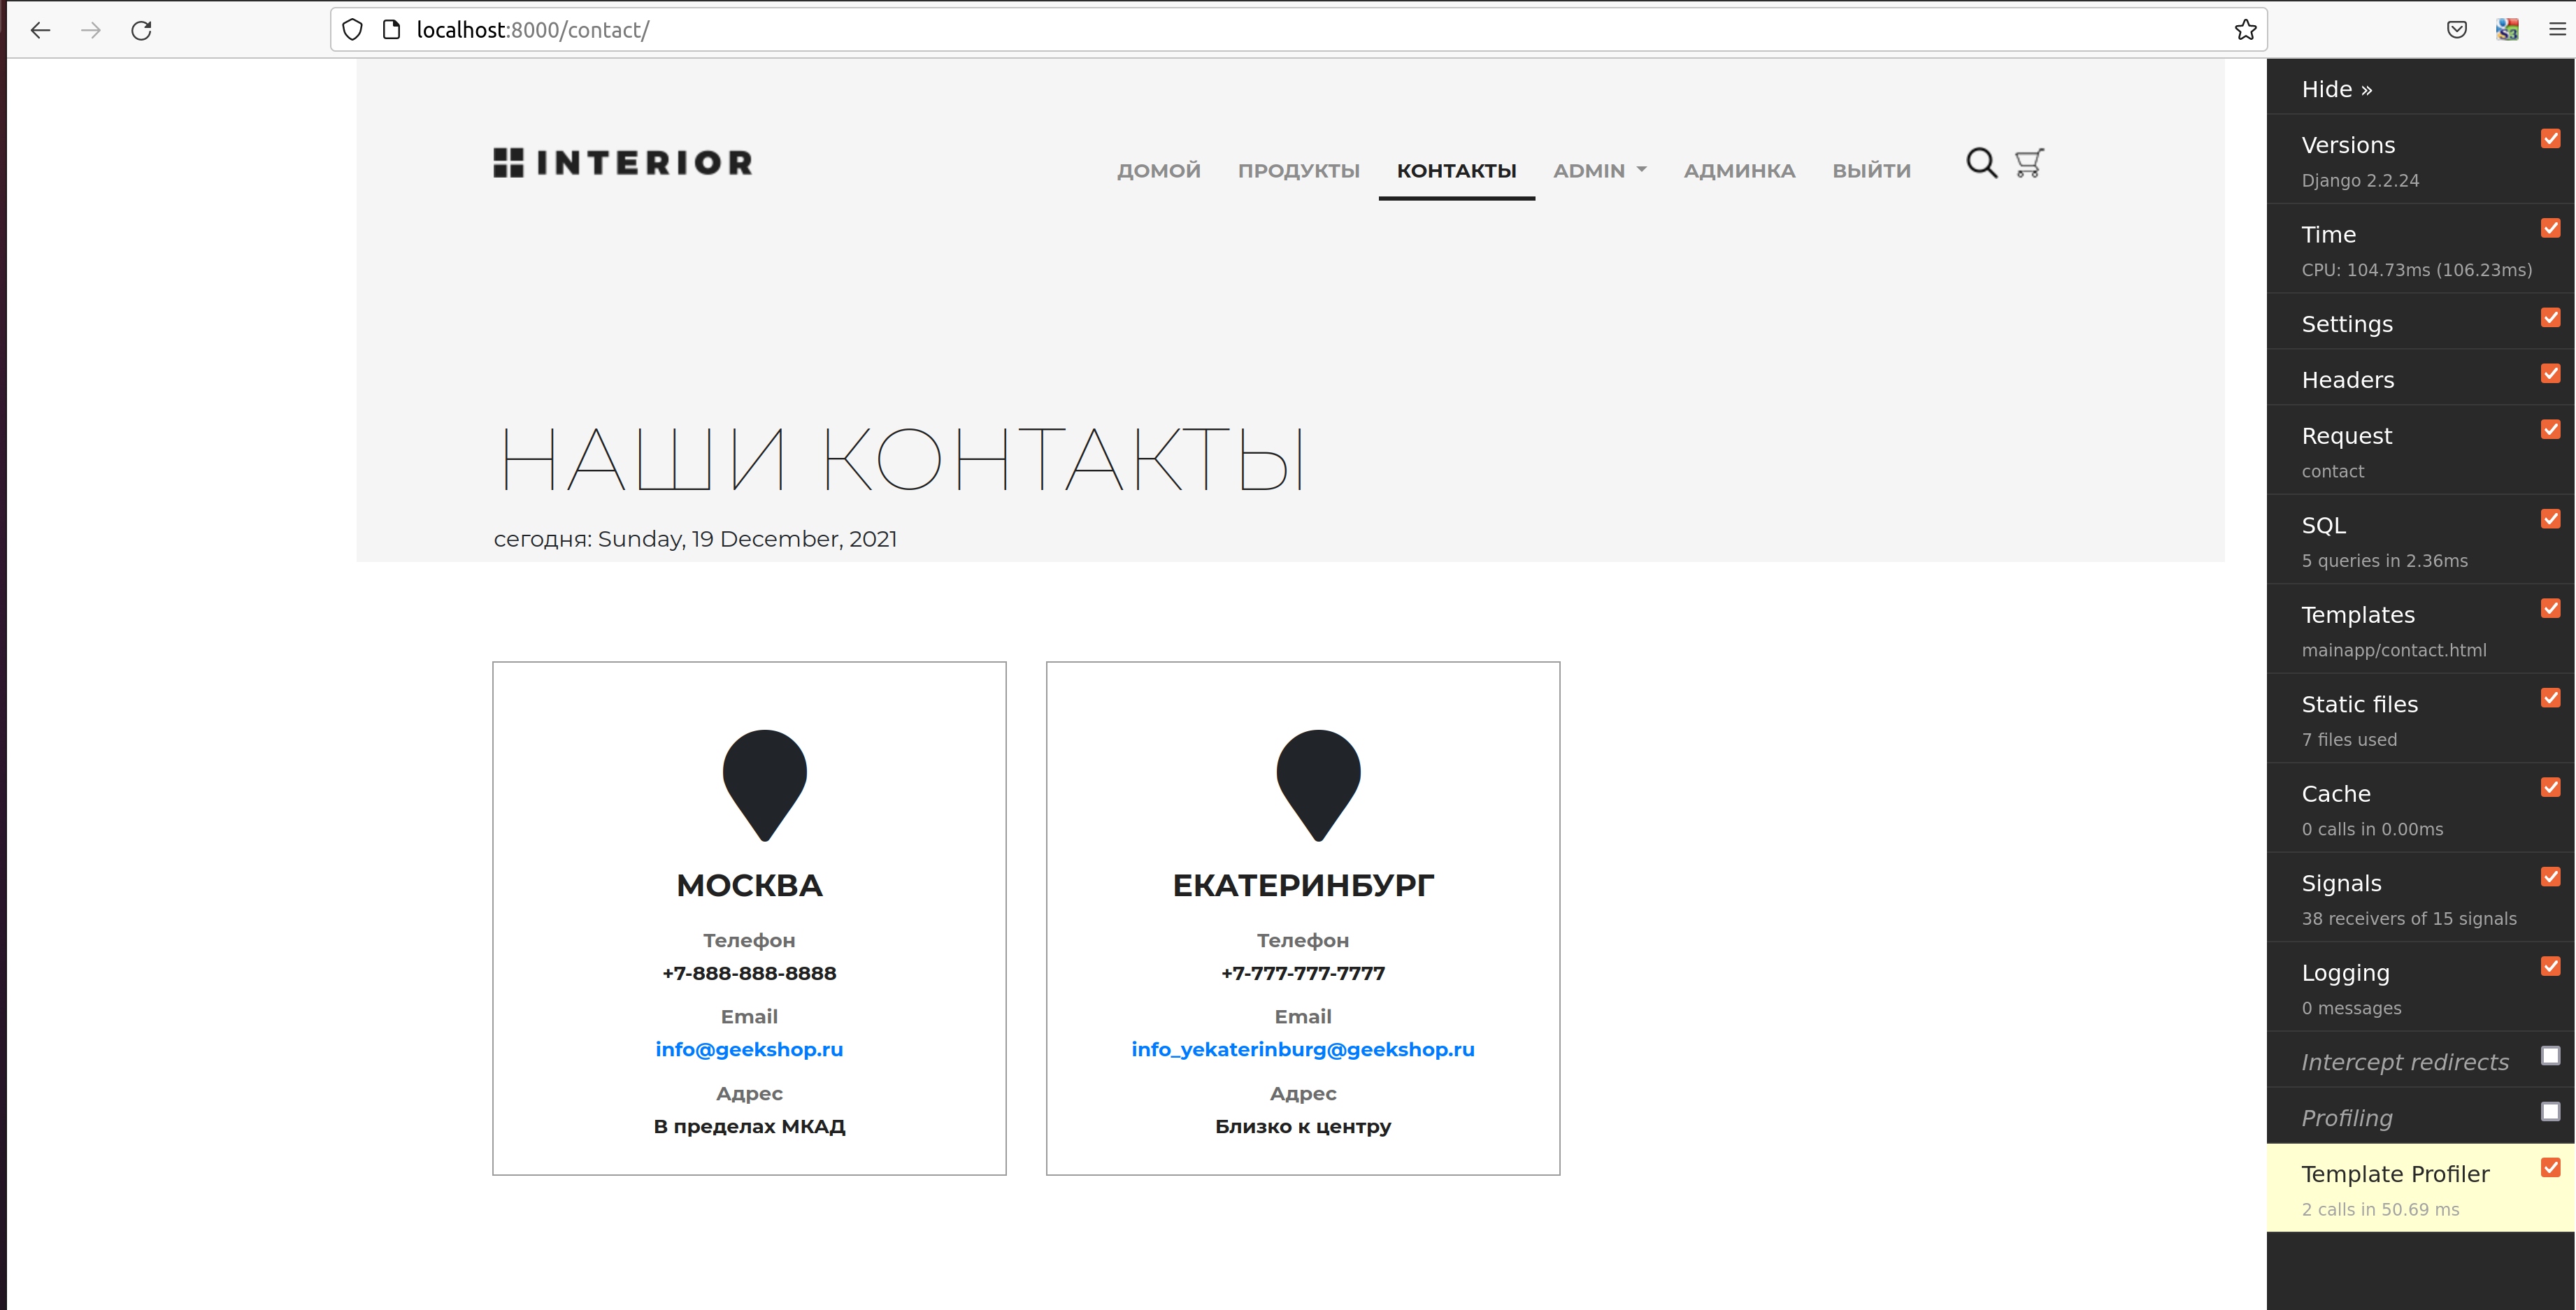 localhost:8000/contact/
INTERIOR
ДОМОЙ ПРОДУКТЫ КОНТАКТЫ ADMIN АДМИНКА ВЫЙТИ
НАШИ КОНТАКТЫ
сегодня: Sunday, 19 December, 2021
МОСКВА
Телефон
+7-888-888-8888
Email
info@geekshop.ru
Адрес
В пределах МКАД
ЕКАТЕРИНБУРГ
Телефон
+7-777-777-7777
Email
info_yekaterinburg@geekshop.ru
Адрес
Близко к центру
Hide »
Versions
Django 2.2.24
Time
CPU: 104.73ms (106.23ms)
Settings
Headers
Request
contact
SQL
5 queries in 2.36ms
Templates
mainapp/contact.html
Static files
7 files used
Cache
0 calls in 0.00ms
Signals
38 receivers of 15 signals
Logging
0 messages
Intercept redirects
Profiling
Template Profiler
2 calls in 50.69 ms